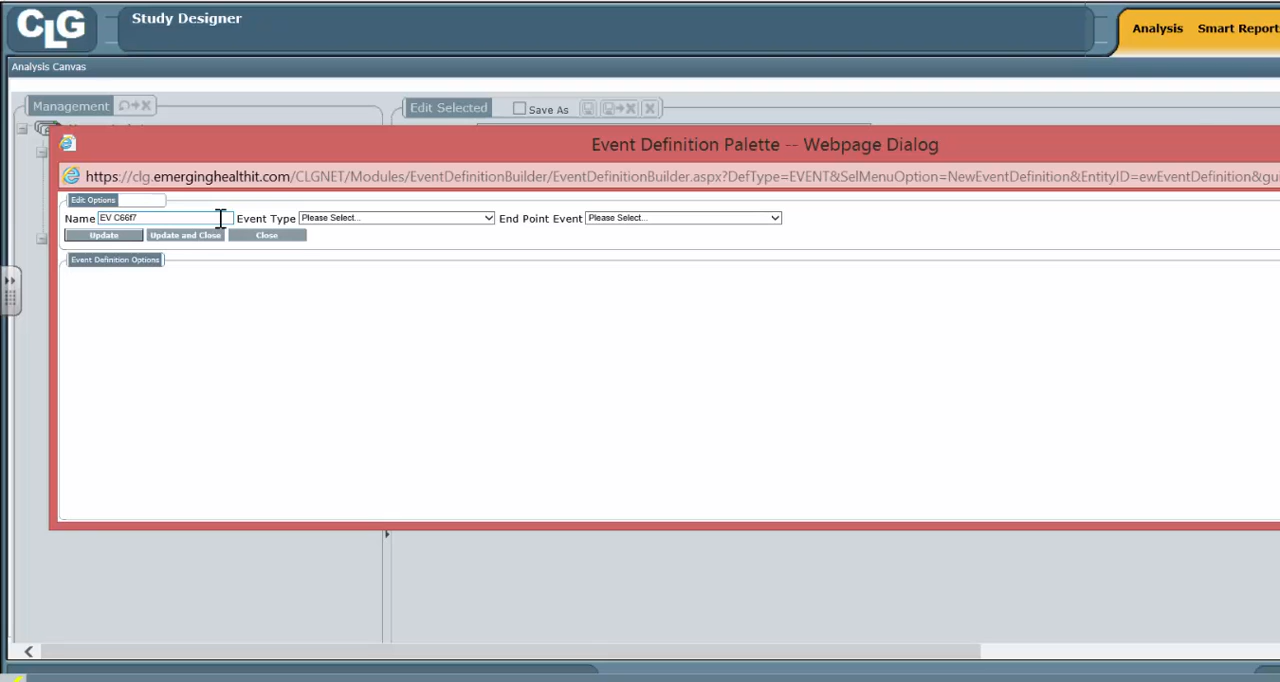 CLG
Study Designer
Analysis Smart Report
Analysis Canvas
Management
Edit Selected Save As
Event Definition Palette -- Webpage Dialog
https://clg.emerginghealthit.com/CLGNET/Modules/EventDefinitionBuilder/EventDefinitionBuilder.aspx?DefType=EVENT&SelMenuOption=NewEventDefinition&EntityID=ewEventDefinition&gu
Edit Options
Name EV C66f7 Event Type Please Select... End Point Event Please Select...
Update Update and Close Close
Event Definition Options